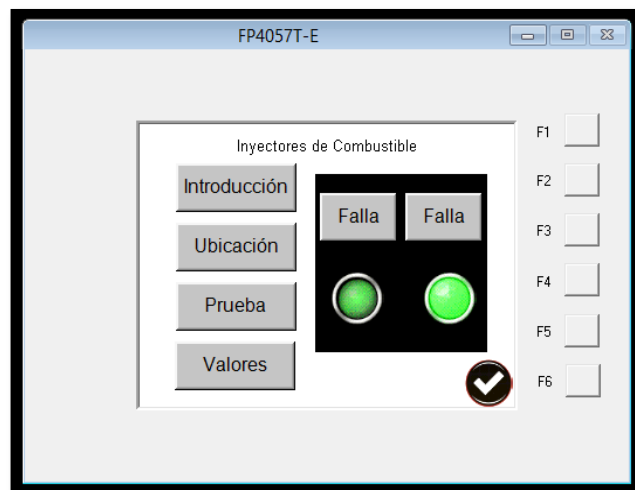 FP4057T-E
Inyectores de Combustible
Introducción
Ubicación
Prueba
Valores
Falla Falla
F1
F2
F3
F4
F5
F6